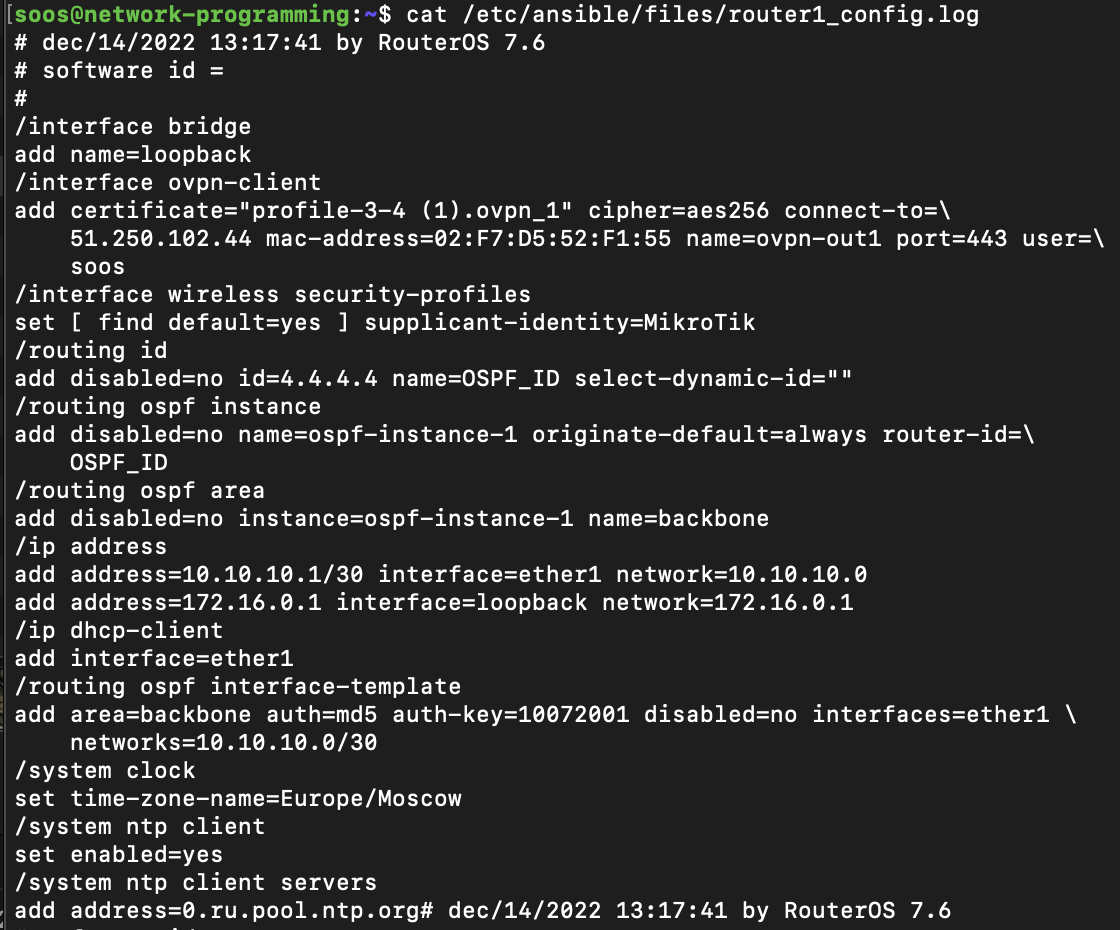 [soos@network-programming:~$ cat /etc/ansible/files/router1_config.log
# dec/14/2022 13:17:41 by RouterOS 7.6
# software id =
#
/interface bridge
add name=loopback
/interface ovpn-client
add certificate="profile-3-4 (1).ovpn_1" cipher=aes256 connect-to=\
    51.250.102.44 mac-address=02:F7:D5:52:F1:55 name=ovpn-out1 port=443 user=\
    soos
/interface wireless security-profiles
set [ find default=yes ] supplicant-identity=MikroTik
/routing id
add disabled=no id=4.4.4.4 name=OSPF_ID select-dynamic-id=""
/routing ospf instance
add disabled=no name=ospf-instance-1 originate-default=always router-id=\
    OSPF_ID
/routing ospf area
add disabled=no instance=ospf-instance-1 name=backbone
/ip address
add address=10.10.10.1/30 interface=ether1 network=10.10.10.0
add address=172.16.0.1 interface=loopback network=172.16.0.1
/ip dhcp-client
add interface=ether1
/routing ospf interface-template
add area=backbone auth=md5 auth-key=10072001 disabled=no interfaces=ether1 \
    networks=10.10.10.0/30
/system clock
set time-zone-name=Europe/Moscow
/system ntp client
set enabled=yes
/system ntp client servers
add address=0.ru.pool.ntp.org# dec/14/2022 13:17:41 by RouterOS 7.6